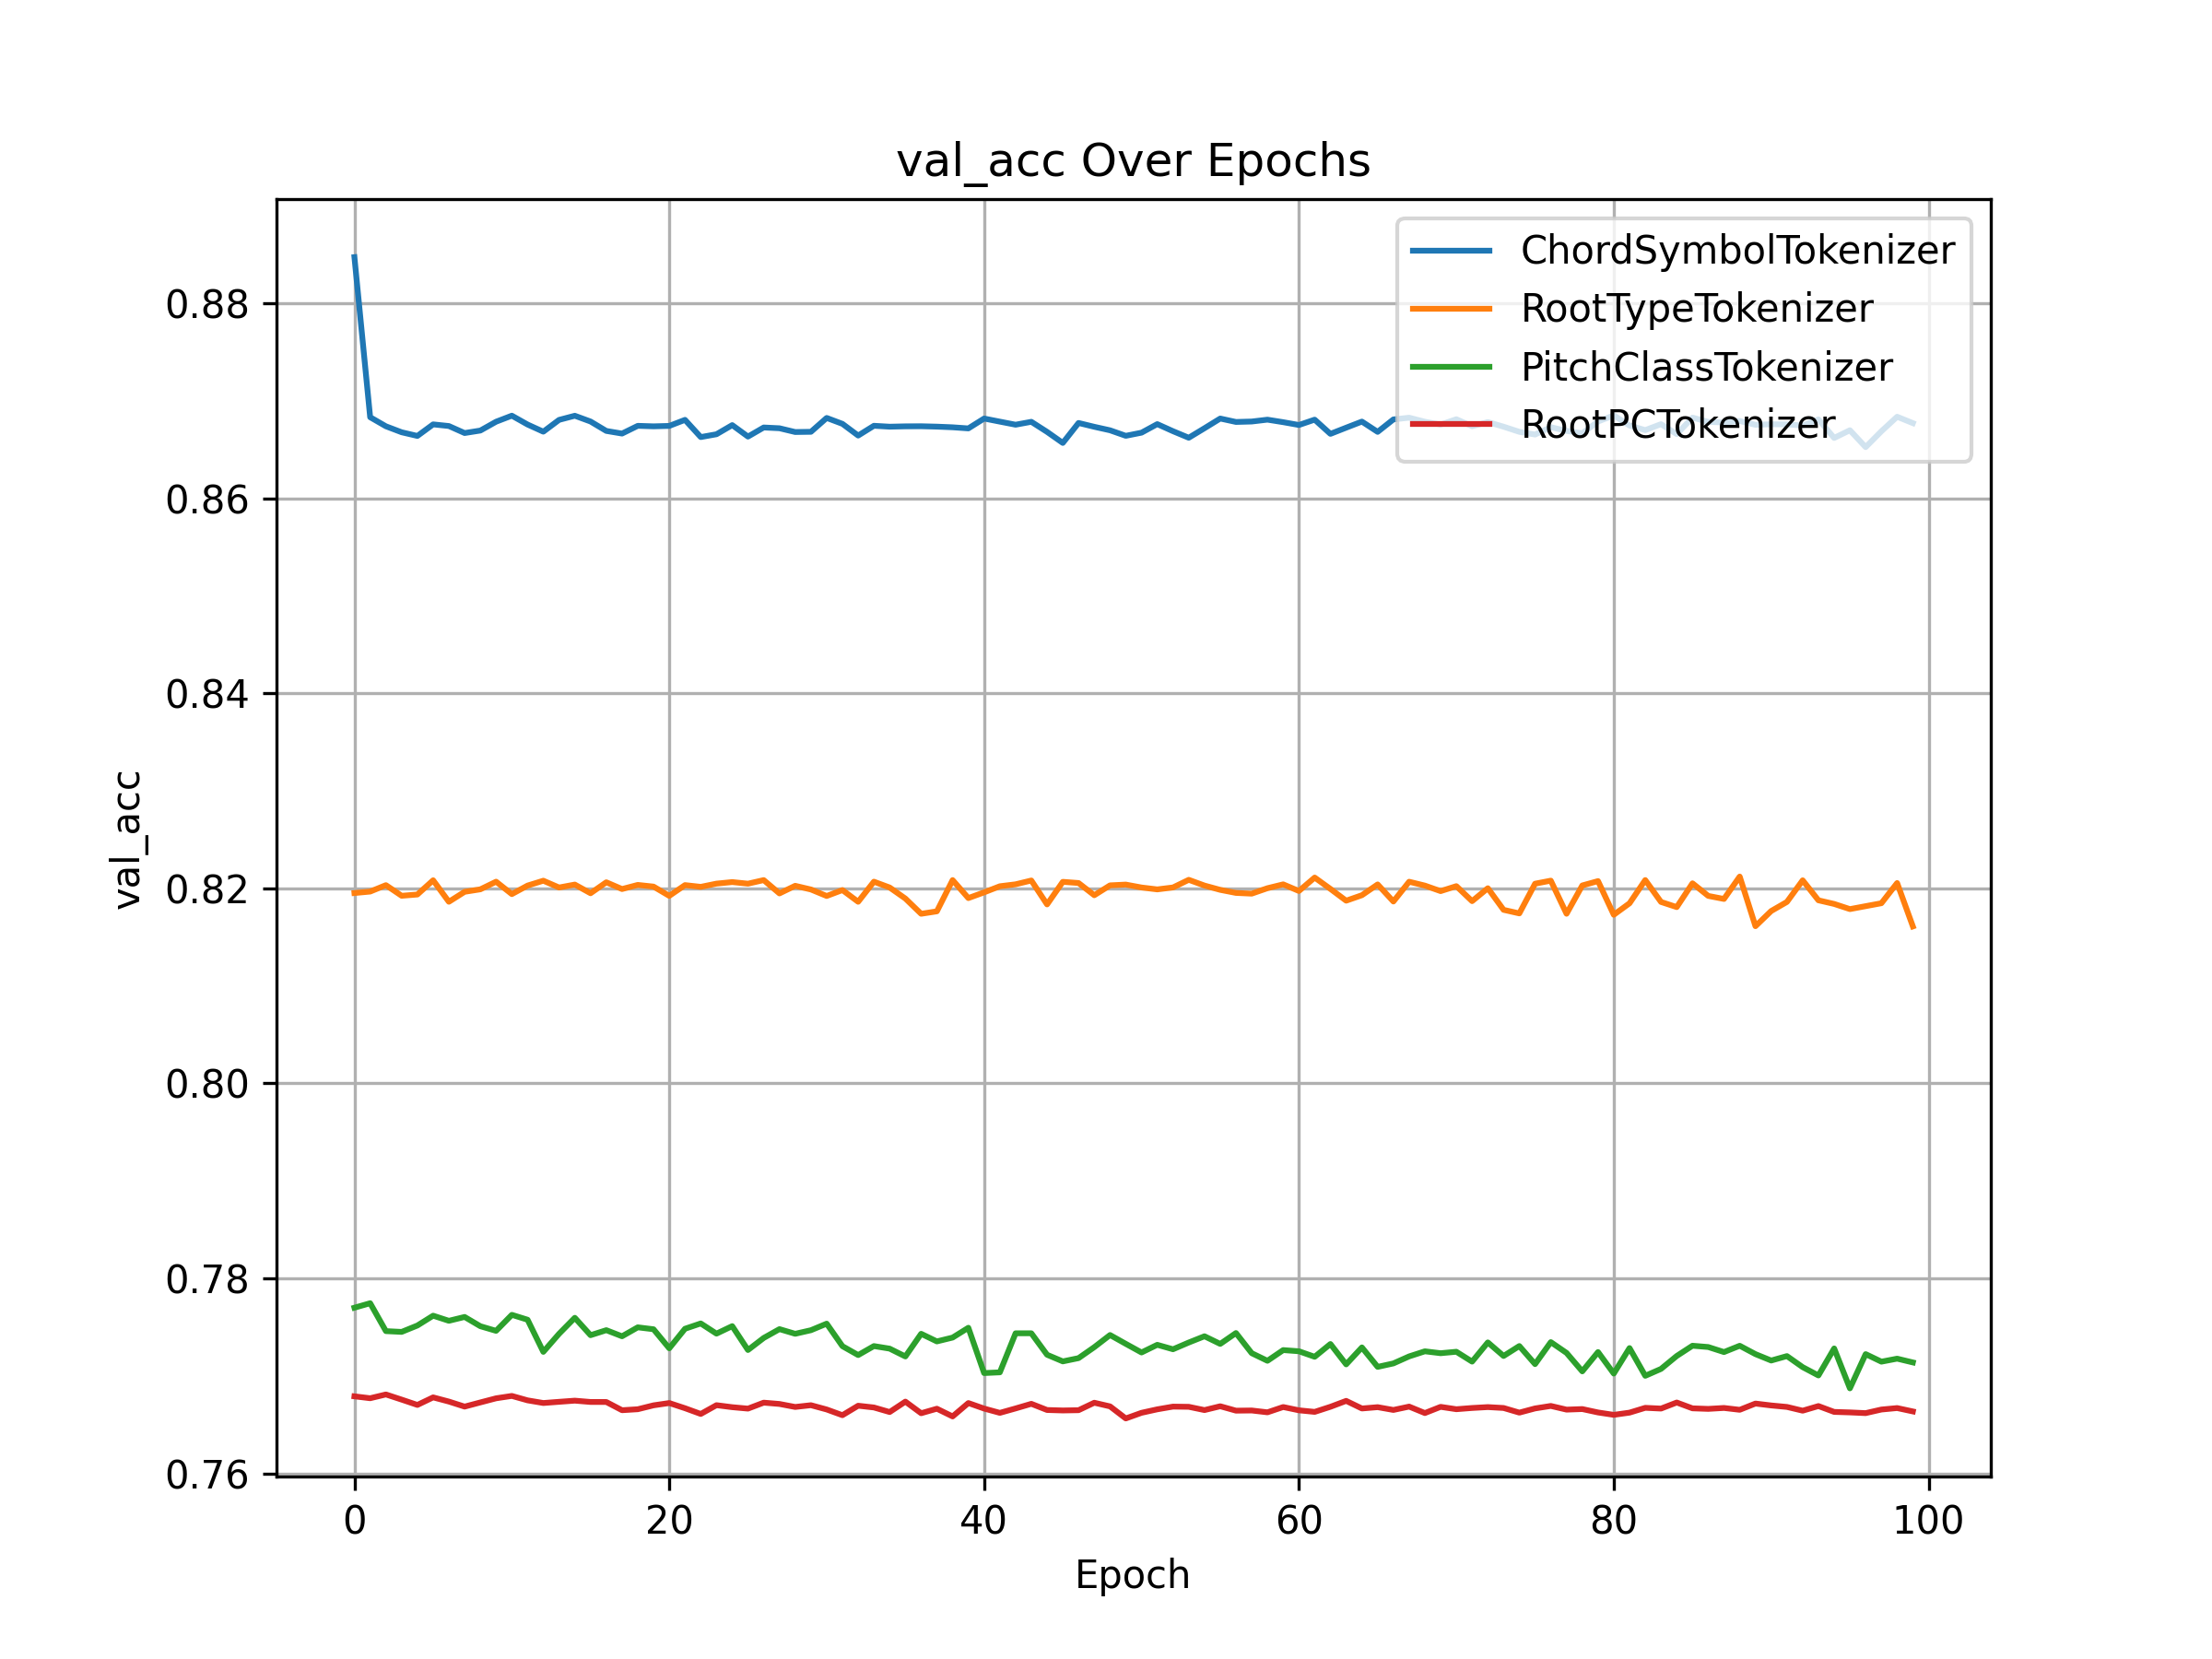 val_acc Over Epochs
ChordSymbolTokenizer
RootTypeTokenizer
PitchClassTokenizer
RootPCTokenizer
0.88
0.86
0.84
0.82
0.80
0.78
0.76
val_acc
0 20 40 60 80 100
Epoch